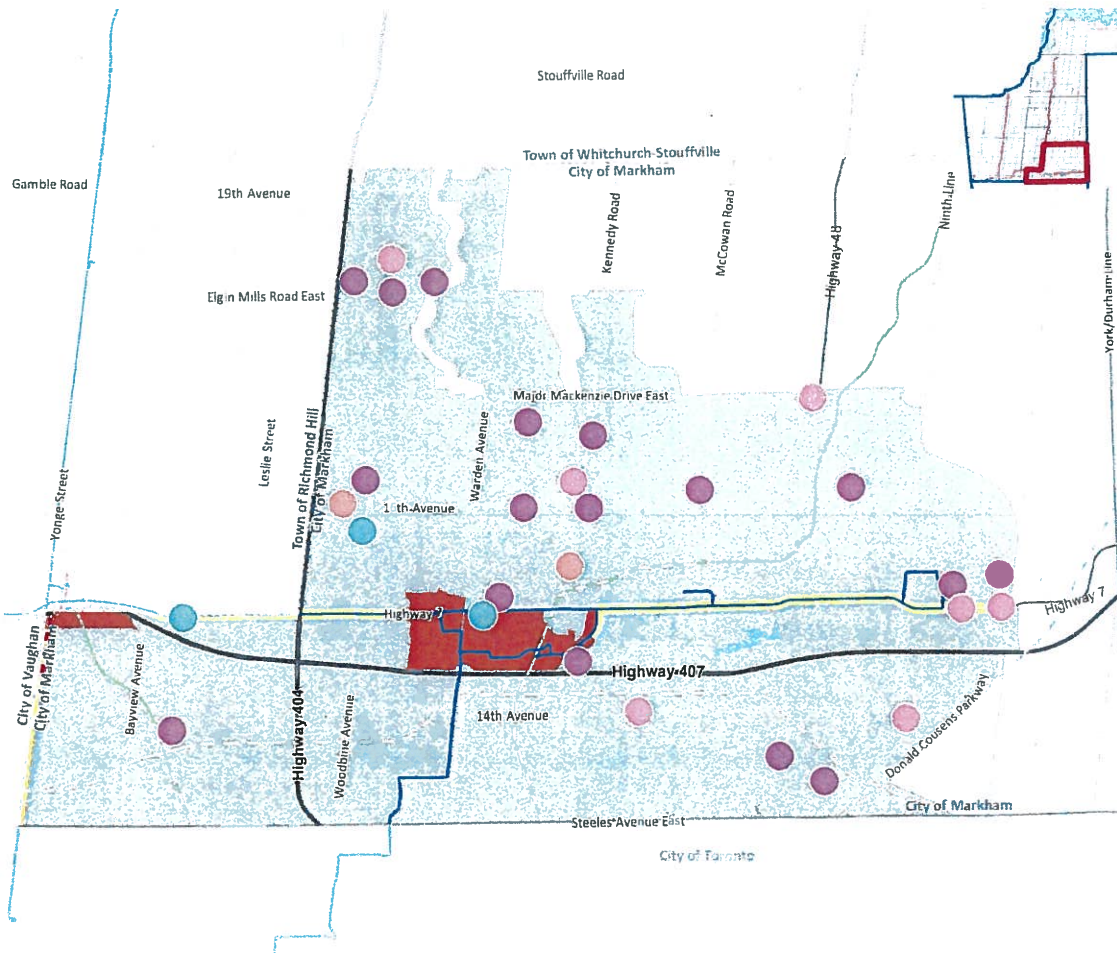 Stouffville Road
Town of Whitchurch-Stouffville
City of Markham
Gamble Road
19th Avenue
Kennedy Road
McCowan Road
Highway 48
Ninth Line
York/Durham Line
Elgin Mills Road East
Major Mackenzie Drive East
Leslie Street
Town of Richmond Hill
City of Markham
Warden Avenue
Yonge Street
th Avenue
Highway 7
Highway 7
City of Vaughan
City of Markham
Bayview Avenue
Highway 407
Highway 404
Woodbine Avenue
14th Avenue
Donald Cousens Parkway
City of Markham
Steeles Avenue East
City of Toronto